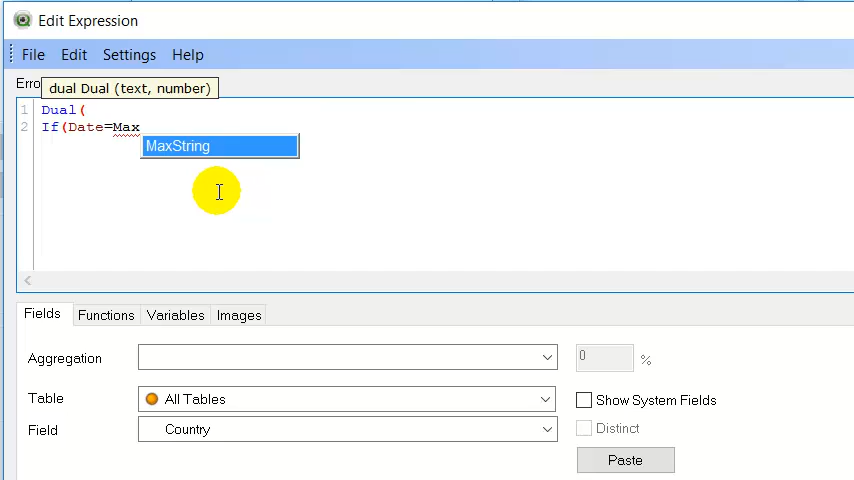 Edit Expression
File Edit Settings Help
Erro
dual Dual (text, number)
1 Dual(
2 If(Date=Max
MaxString
Fields Functions Variables Images
Aggregation 0 %
Table All Tables Show System Fields
Field Country Distinct
Paste